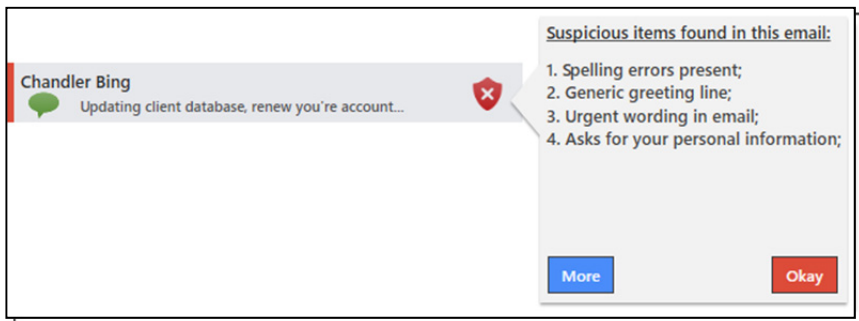 Chandler Bing
Updating client database, renew you're account...
Suspicious items found in this email:
1. Spelling errors present;
2. Generic greeting line;
3. Urgent wording in email;
4. Asks for your personal information;
More
Okay